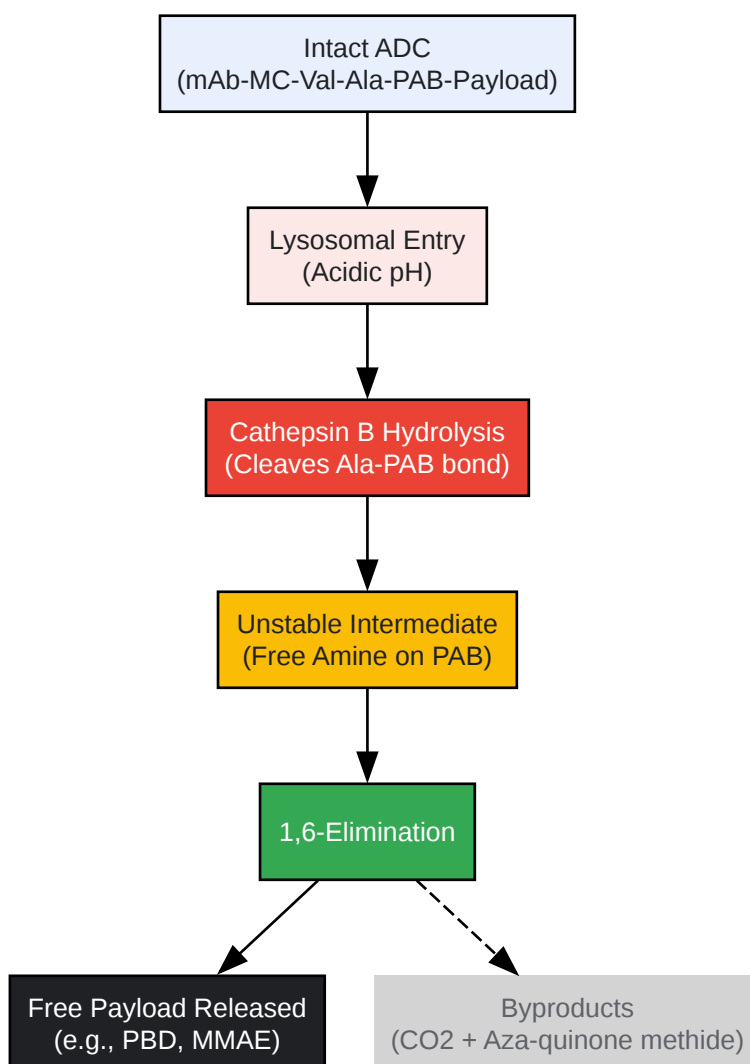 Intact ADC
(mAb-MC-Val-Ala-PAB-Payload)
Lysosomal Entry
(Acidic pH)
Cathepsin B Hydrolysis
(Cleaves Ala-PAB bond)
Unstable Intermediate
(Free Amine on PAB)
1,6-Elimination
Free Payload Released
(e.g., PBD, MMAE)
Byproducts
(CO2 + Aza-quinone methide)